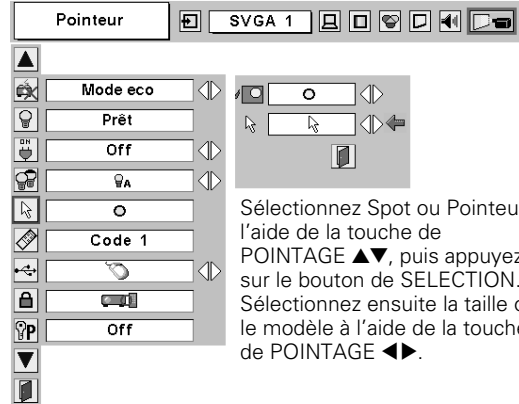 Pointeur SVGA 1
Mode eco
Prêt
ON Off
A
Code 1
P Off
Sélectionnez Spot ou Pointeu
l’aide de la touche de
POINTAGE ▲▼, puis appuyez
sur le bouton de SELECTION.
Sélectionnez ensuite la taille
le modèle à l’aide de la touche
de POINTAGE ◀▶.